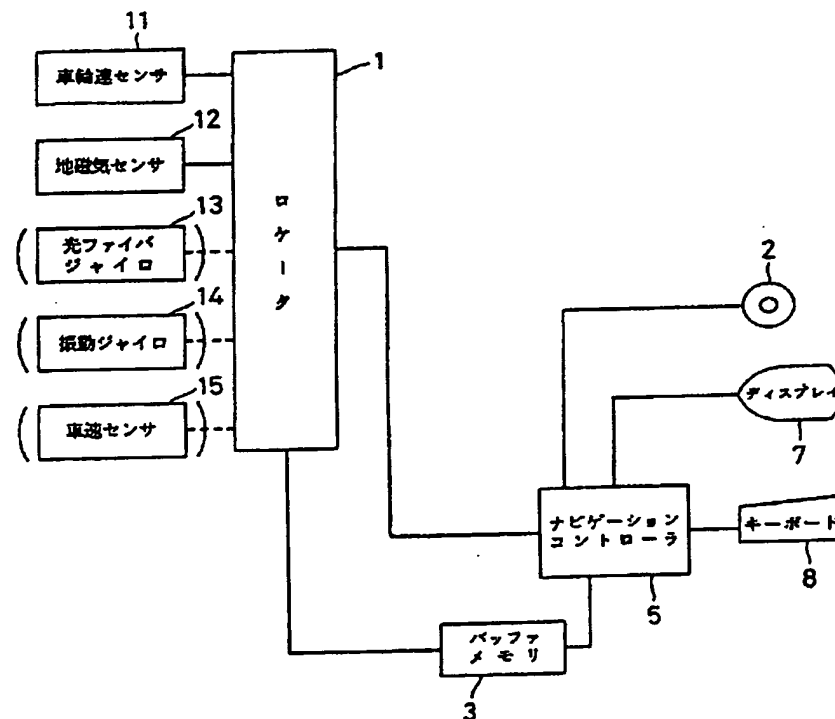 11
車輪速センサ
12
地磁気センサ
13
光ファイバ
ジャイロ
14
振動ジャイロ
15
車速センサ
1
ロケータ
2
ディスプレイ
7
キーボード
8
ナビゲーション
コントローラ
5
バッファ
メモリ
3